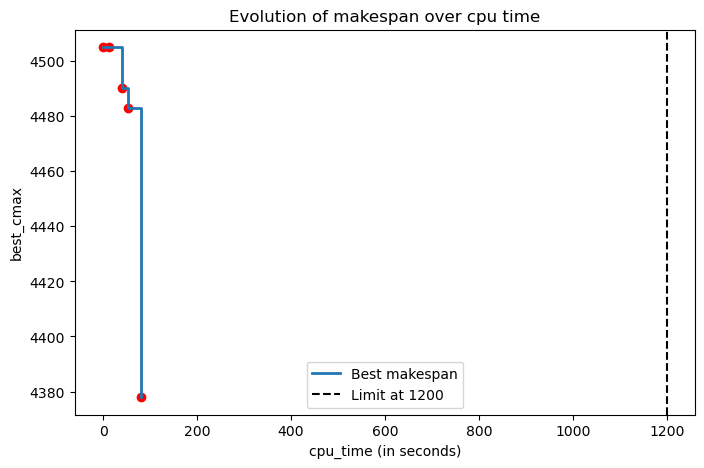 Evolution of makespan over cpu time
best_cmax
4500
4480
4460
4440
4420
4400
4380
Best makespan
Limit at 1200
0
200
400
600
800
1000
1200
cpu_time (in seconds)